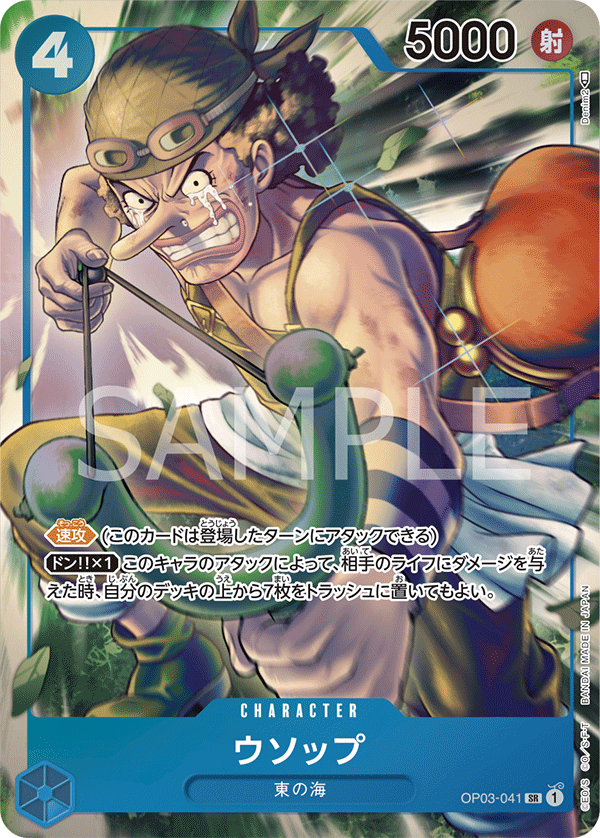 4
5000
射
Denim2
SAMPLE
速攻 (このカードは登場したターンにアタックできる)
ドン!!×1 このキャラのアタックによって、相手のライフにダメージを与
えた時、自分のデッキの上から7枚をトラッシュに置いてもよい。
CHARACTER
ウソップ
東の海
OP03-041 SR 1
©EO/S ©O/S･F･T BANDAI MADE IN JAPAN